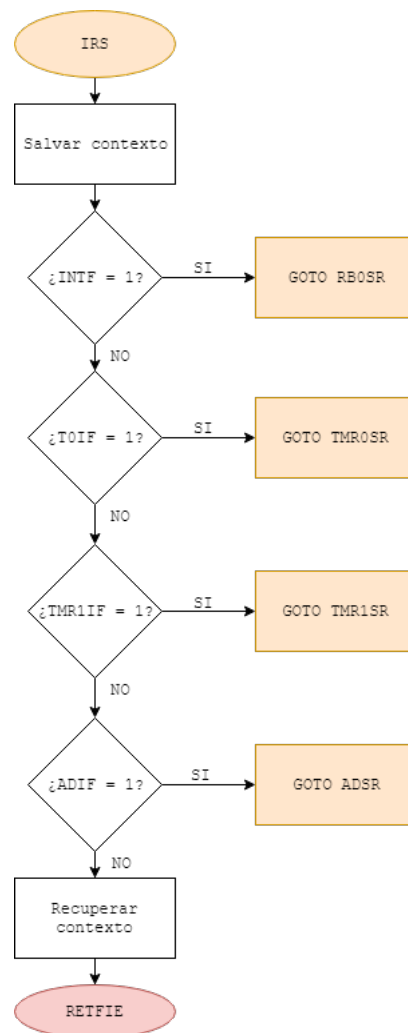 IRS
Salvar contexto
¿INTF = 1?
SI
GOTO RB0SR
NO
¿T0IF = 1?
SI
GOTO TMR0SR
NO
¿TMR1IF = 1?
SI
GOTO TMR1SR
NO
¿ADIF = 1?
SI
GOTO ADSR
NO
Recuperar
contexto
RETFIE